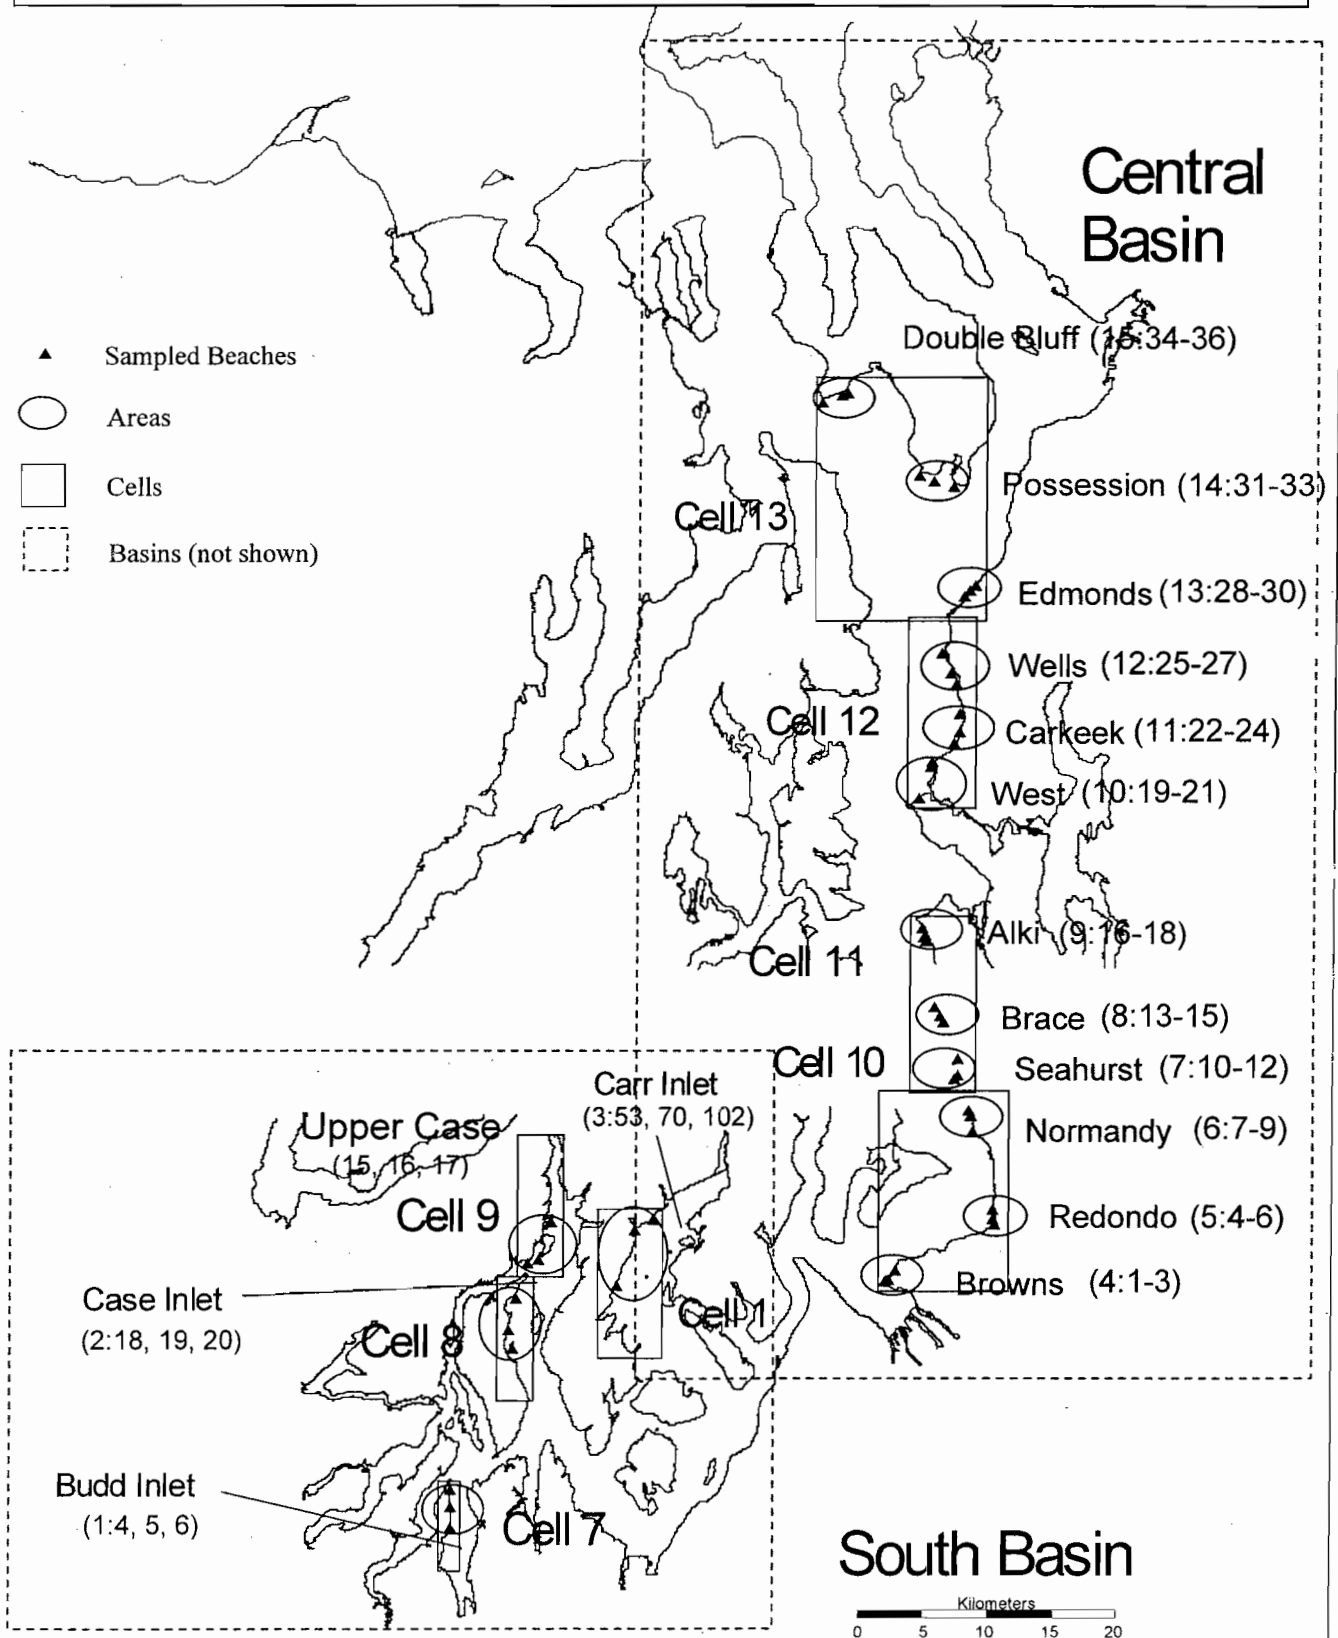 Central
Basin
Double Bluff (15:34-36)
Sampled Beaches
Areas
Cells
Basins (not shown)
Possession (14:31-33)
Cell 13
Edmonds (13:28-30)
Wells (12:25-27)
Cell 12
Carkeek (11:22-24)
West (10:19-21)
Alki (9:16-18)
Cell 11
Brace (8:13-15)
Cell 10
Seahurst (7:10-12)
Carr Inlet
(3:53, 70, 102)
Upper Case
(15, 16, 17)
Normandy (6:7-9)
Cell 9
Redondo (5:4-6)
Browns (4:1-3)
Case Inlet
(2:18, 19, 20)
Cell 1
Cell 8
Budd Inlet
(1:4, 5, 6)
Cell 7
South Basin
Kilometers
0 5 10 15 20